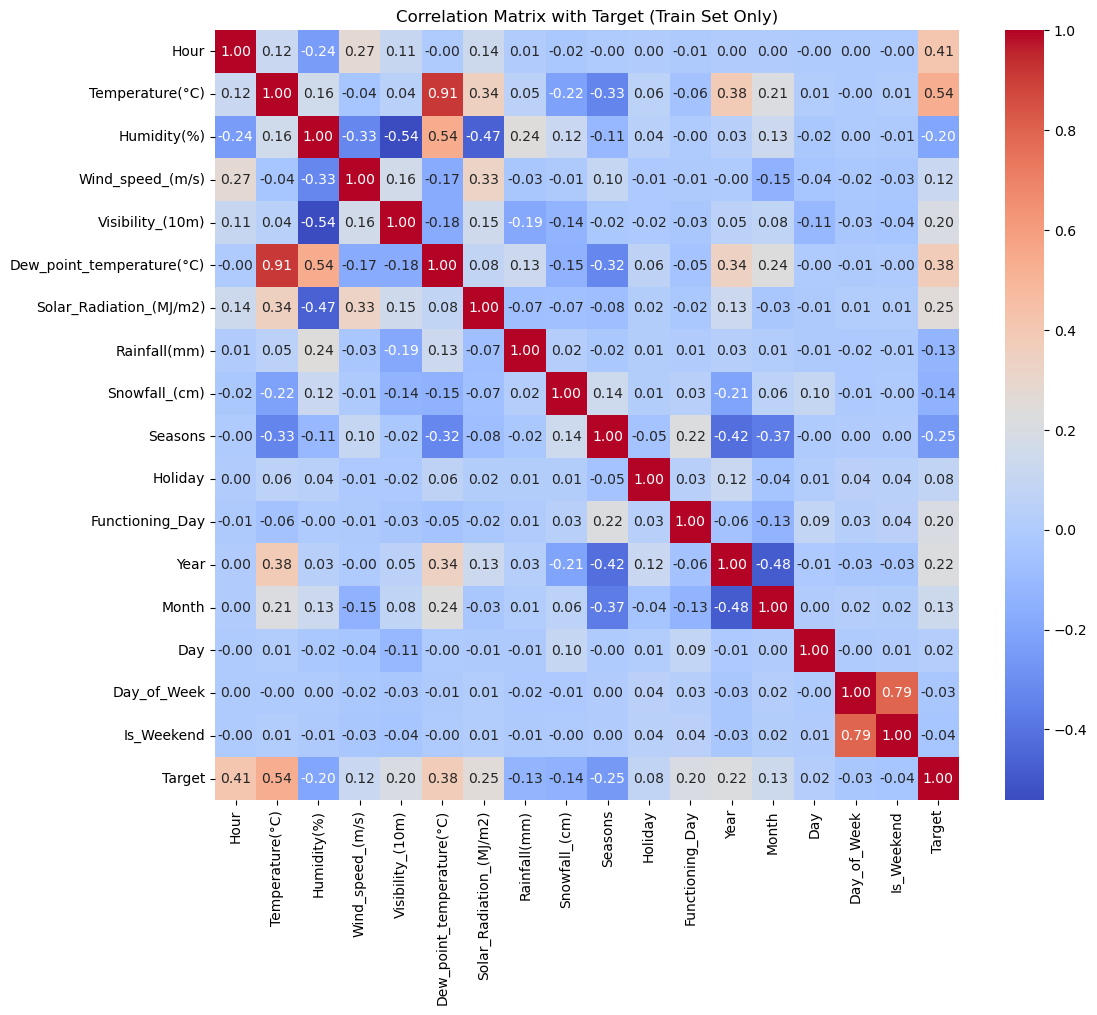 Correlation Matrix with Target (Train Set Only)
Hour 1.00 0.12 -0.24 0.27 0.11 -0.00 0.14 0.01 -0.02 -0.00 0.00 -0.01 0.00 0.00 -0.00 0.00 -0.00 0.41
Temperature(°C) 0.12 1.00 0.16 -0.04 0.04 0.91 0.34 0.05 -0.22 -0.33 0.06 -0.06 0.38 0.21 0.01 -0.00 0.01 0.54
Humidity(%) -0.24 0.16 1.00 -0.33 -0.54 0.54 -0.47 0.24 0.12 -0.11 0.04 -0.00 0.03 0.13 -0.02 0.00 -0.01 -0.20
Wind_speed_(m/s) 0.27 -0.04 -0.33 1.00 0.16 -0.17 0.33 -0.03 -0.01 0.10 -0.01 -0.01 -0.00 -0.15 -0.04 -0.02 -0.03 0.12
Visibility_(10m) 0.11 0.04 -0.54 0.16 1.00 -0.18 0.15 -0.19 -0.14 -0.02 -0.02 -0.03 0.05 0.08 -0.11 -0.03 -0.04 0.20
Dew_point_temperature(°C) -0.00 0.91 0.54 -0.17 -0.18 1.00 0.08 0.13 -0.15 -0.32 0.06 -0.05 0.34 0.24 -0.00 -0.01 -0.00 0.38
Solar_Radiation_(MJ/m2) 0.14 0.34 -0.47 0.33 0.15 0.08 1.00 -0.07 -0.07 -0.08 0.02 -0.02 0.13 -0.03 -0.01 0.01 0.01 0.25
Rainfall(mm) 0.01 0.05 0.24 -0.03 -0.19 0.13 -0.07 1.00 0.02 -0.02 0.01 0.01 0.03 0.01 -0.01 -0.02 -0.01 -0.13
Snowfall_(cm) -0.02 -0.22 0.12 -0.01 -0.14 -0.15 -0.07 0.02 1.00 0.14 0.01 0.03 -0.21 0.06 0.10 -0.01 -0.00 -0.14
Seasons -0.00 -0.33 -0.11 0.10 -0.02 -0.32 -0.08 -0.02 0.14 1.00 -0.05 0.22 -0.42 -0.37 -0.00 0.00 0.00 -0.25
Holiday 0.00 0.06 0.04 -0.01 -0.02 0.06 0.02 0.01 0.01 -0.05 1.00 0.03 0.12 -0.04 0.01 0.04 0.04 0.08
Functioning_Day -0.01 -0.06 -0.00 -0.01 -0.03 -0.05 -0.02 0.01 0.03 0.22 0.03 1.00 -0.06 -0.13 0.09 0.03 0.04 0.20
Year 0.00 0.38 0.03 -0.00 0.05 0.34 0.13 0.03 -0.21 -0.42 0.12 -0.06 1.00 -0.48 -0.01 -0.03 -0.03 0.22
Month 0.00 0.21 0.13 -0.15 0.08 0.24 -0.03 0.01 0.06 -0.37 -0.04 -0.13 -0.48 1.00 0.00 0.02 0.02 0.13
Day -0.00 0.01 -0.02 -0.04 -0.11 -0.00 -0.01 -0.01 0.10 -0.00 0.01 0.09 -0.01 0.00 1.00 -0.00 0.01 0.02
Day_of_Week 0.00 -0.00 0.00 -0.02 -0.03 -0.01 0.01 -0.02 -0.01 0.00 0.04 0.03 -0.03 0.02 -0.00 1.00 0.79 -0.03
Is_Weekend -0.00 0.01 -0.01 -0.03 -0.04 -0.00 0.01 -0.01 -0.00 0.00 0.04 0.04 -0.03 0.02 0.01 0.79 1.00 -0.04
Target 0.41 0.54 -0.20 0.12 0.20 0.38 0.25 -0.13 -0.14 -0.25 0.08 0.20 0.22 0.13 0.02 -0.03 -0.04 1.00
Hour
Temperature(°C)
Humidity(%)
Wind_speed_(m/s)
Visibility_(10m)
Dew_point_temperature(°C)
Solar_Radiation_(MJ/m2)
Rainfall(mm)
Snowfall_(cm)
Seasons
Holiday
Functioning_Day
Year
Month
Day
Day_of_Week
Is_Weekend
Target
1.0
0.8
0.6
0.4
0.2
0.0
−0.2
−0.4